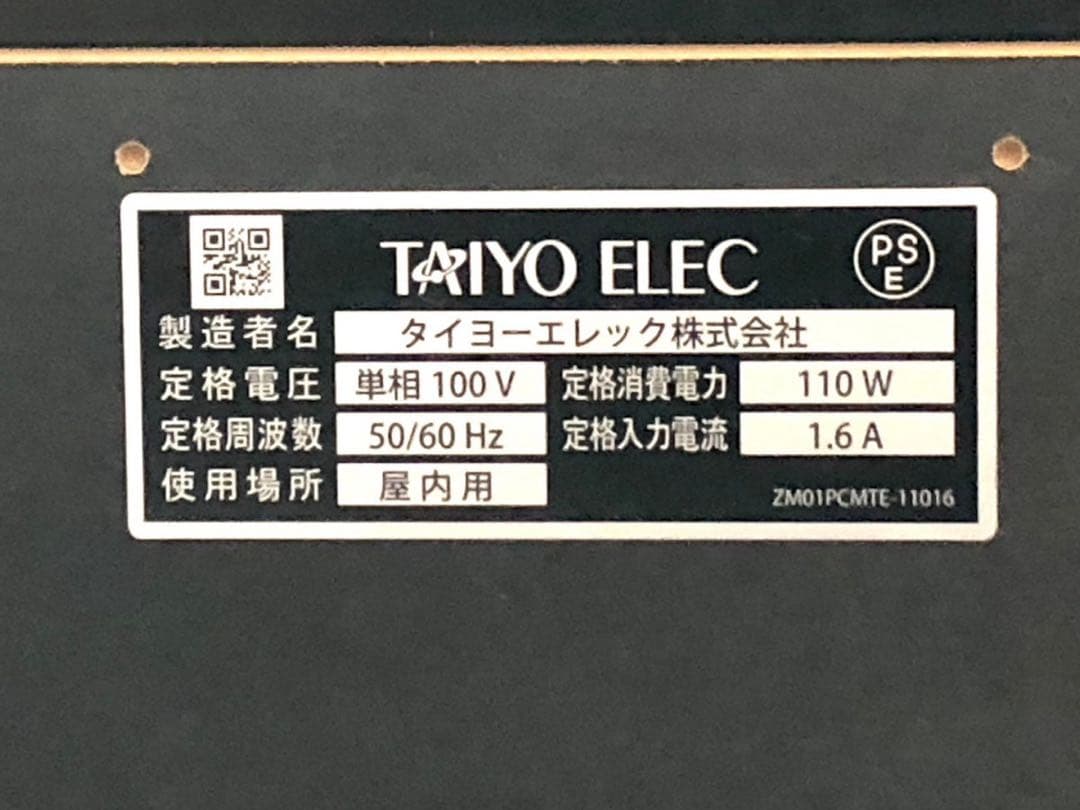 TAIYO ELEC
PS
E
製造者名 タイヨーエレック株式会社
定格電圧 単相 100 V 定格消費電力 110 W
定格周波数 50/60 Hz 定格入力電流 1.6 A
使用場所 屋内用
ZM01PCMTE-11016